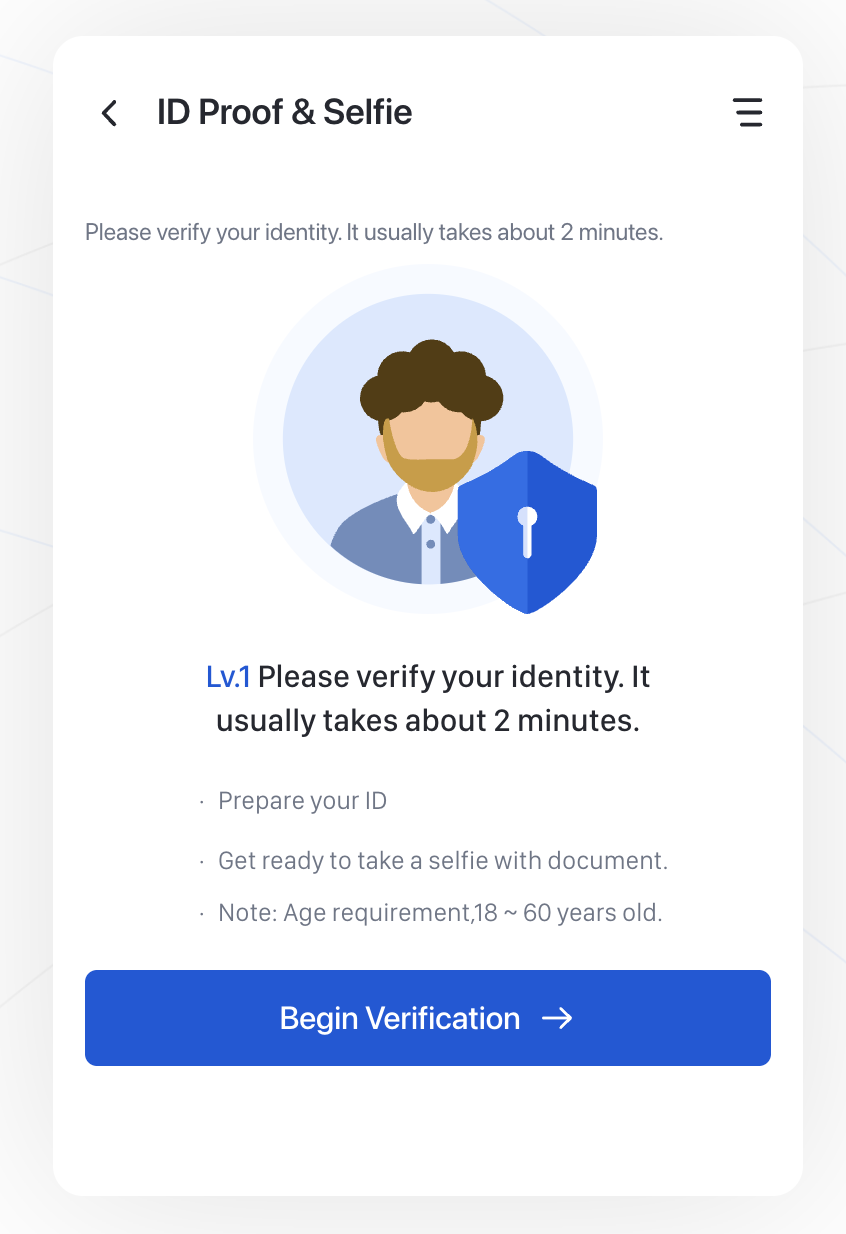 ID Proof & Selfie
Please verify your identity. It usually takes about 2 minutes.
Lv.1 Please verify your identity. It
usually takes about 2 minutes.
· Prepare your ID
· Get ready to take a selfie with document.
· Note: Age requirement,18 ~ 60 years old.
Begin Verification →